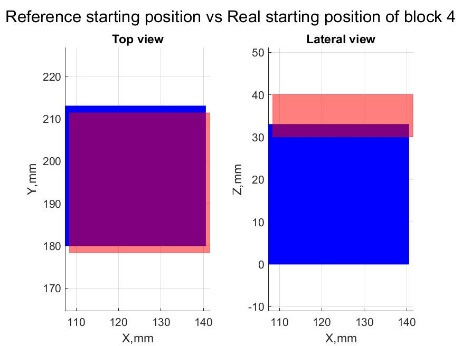 Reference starting position vs Real starting position of block 4
Top view
Lateral view
220
210
200
190
180
170
Y,mm
110 120 130 140
X,mm
50
40
30
20
10
0
-10
Z,mm
110 120 130 140
X,mm